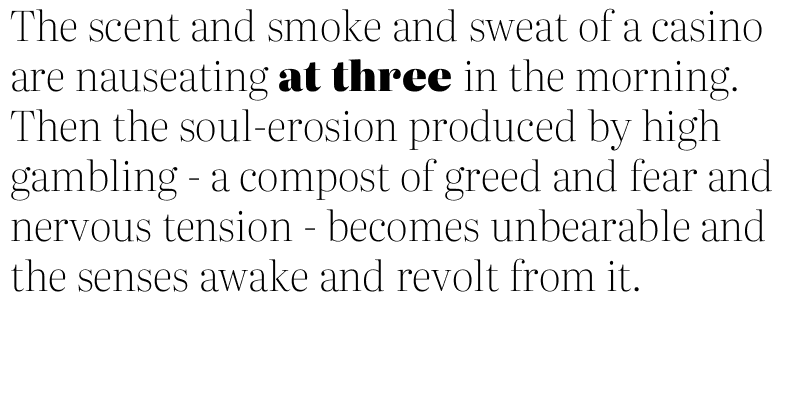 The scent and smoke and sweat of a casino
are nauseating at three in the morning.
Then the soul-erosion produced by high
gambling - a compost of greed and fear and
nervous tension - becomes unbearable and
the senses awake and revolt from it.